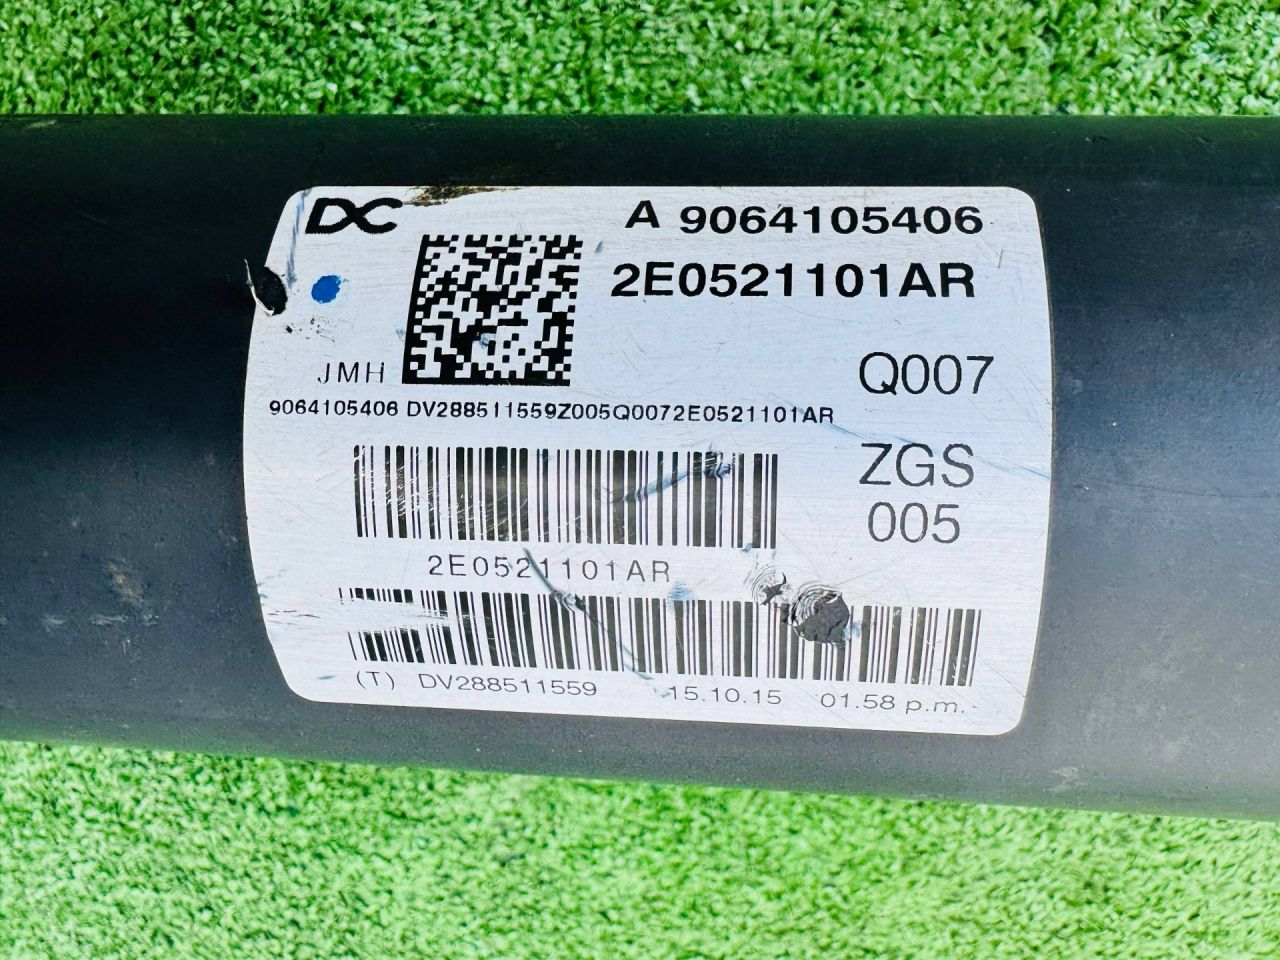 DC
A 9064105406
2E0521101AR
Q007
JMH
9064105406 DV288511559Z005Q0072E0521101AR
ZGS
005
2E0521101AR
(T) DV288511559 15.10.15 01.58 p.m.